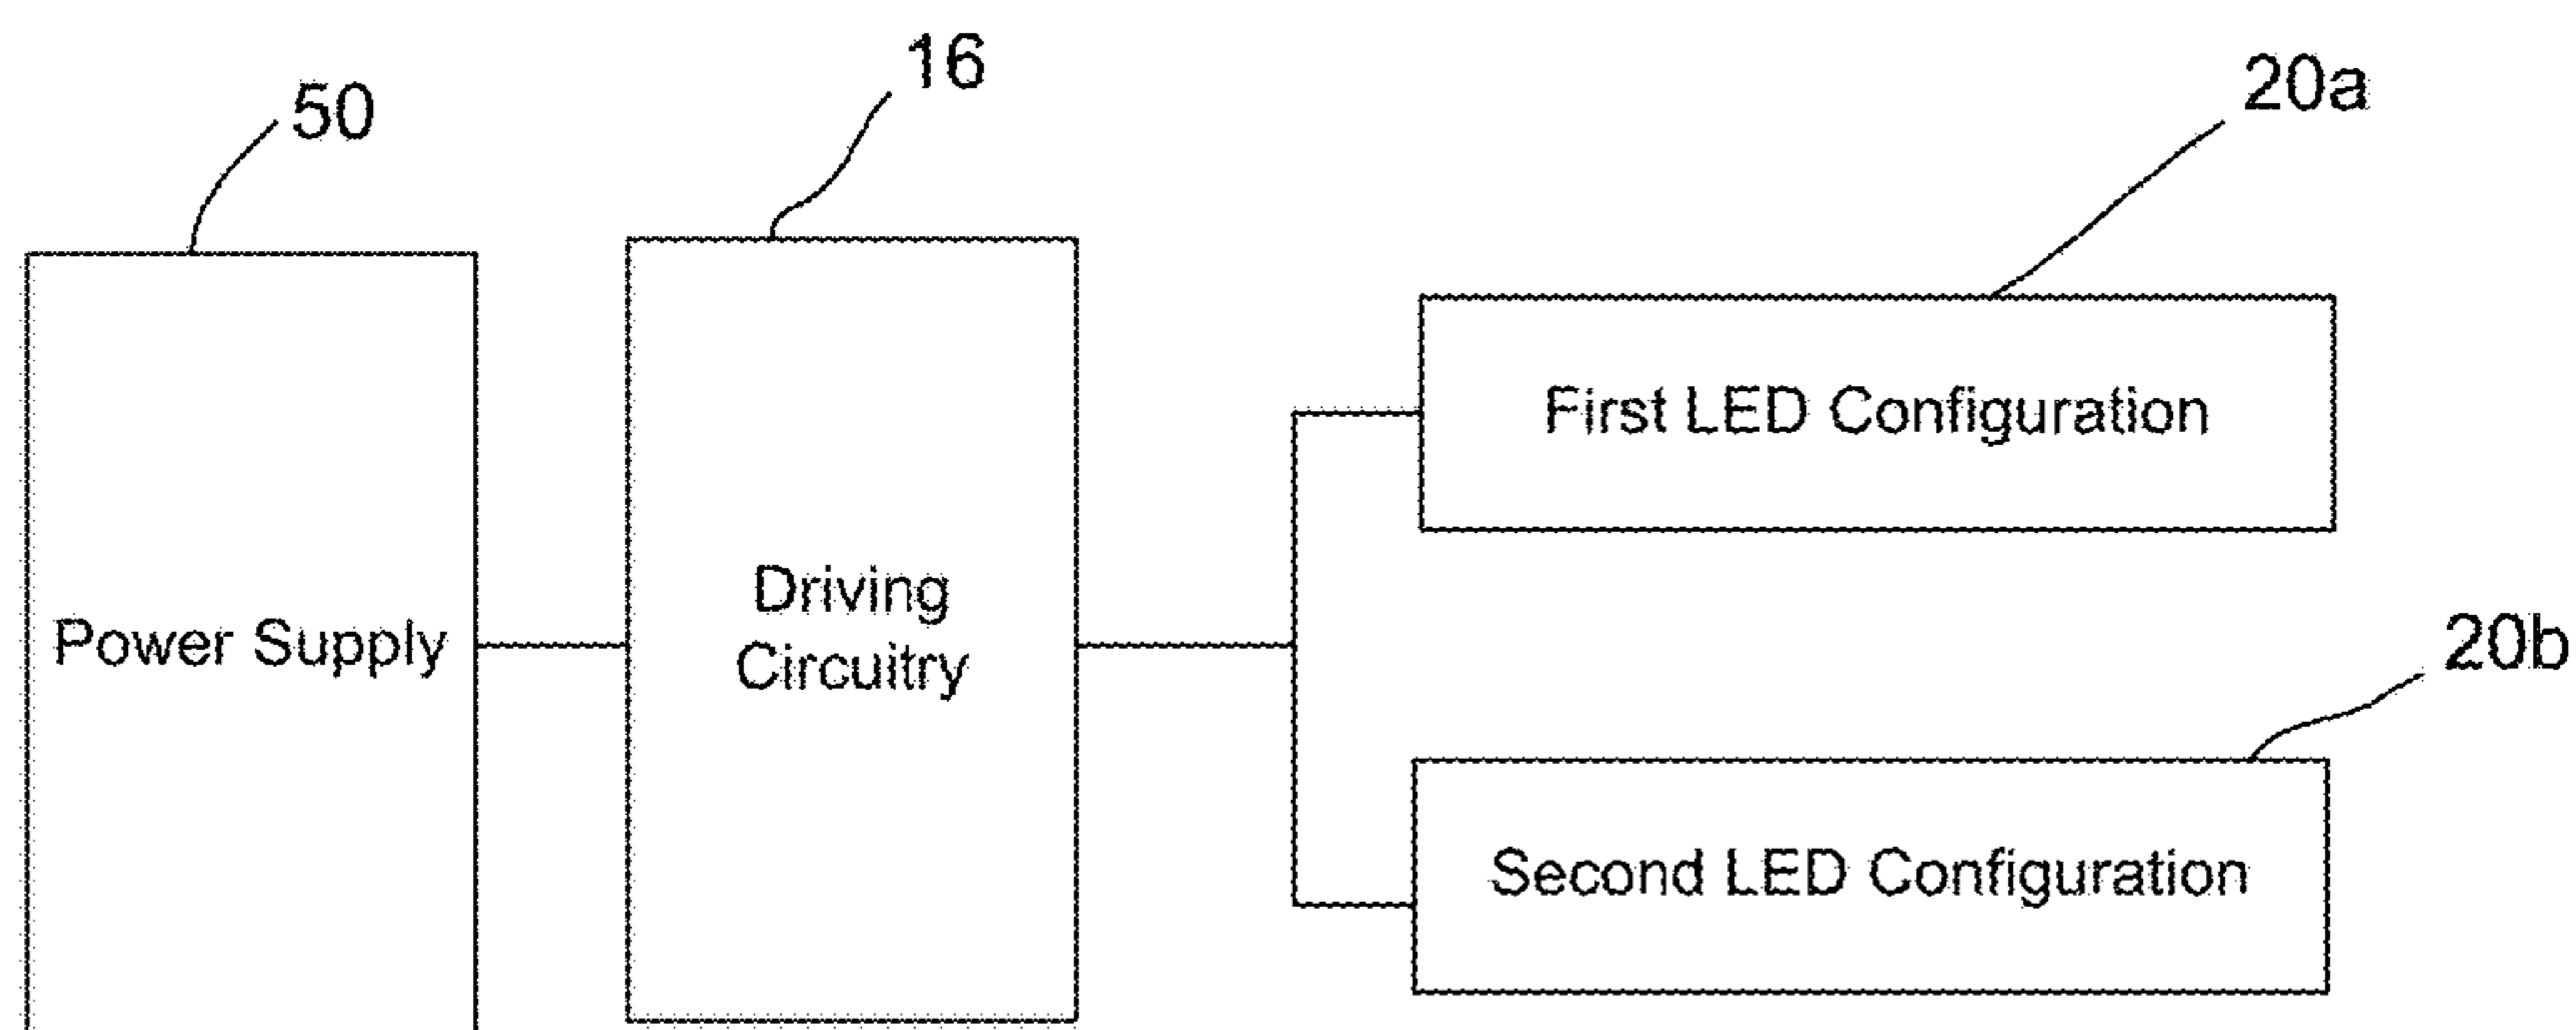 50
16
20a
First LED Configuration
Power Supply
Driving
Circuitry
20b
Second LED Configuration